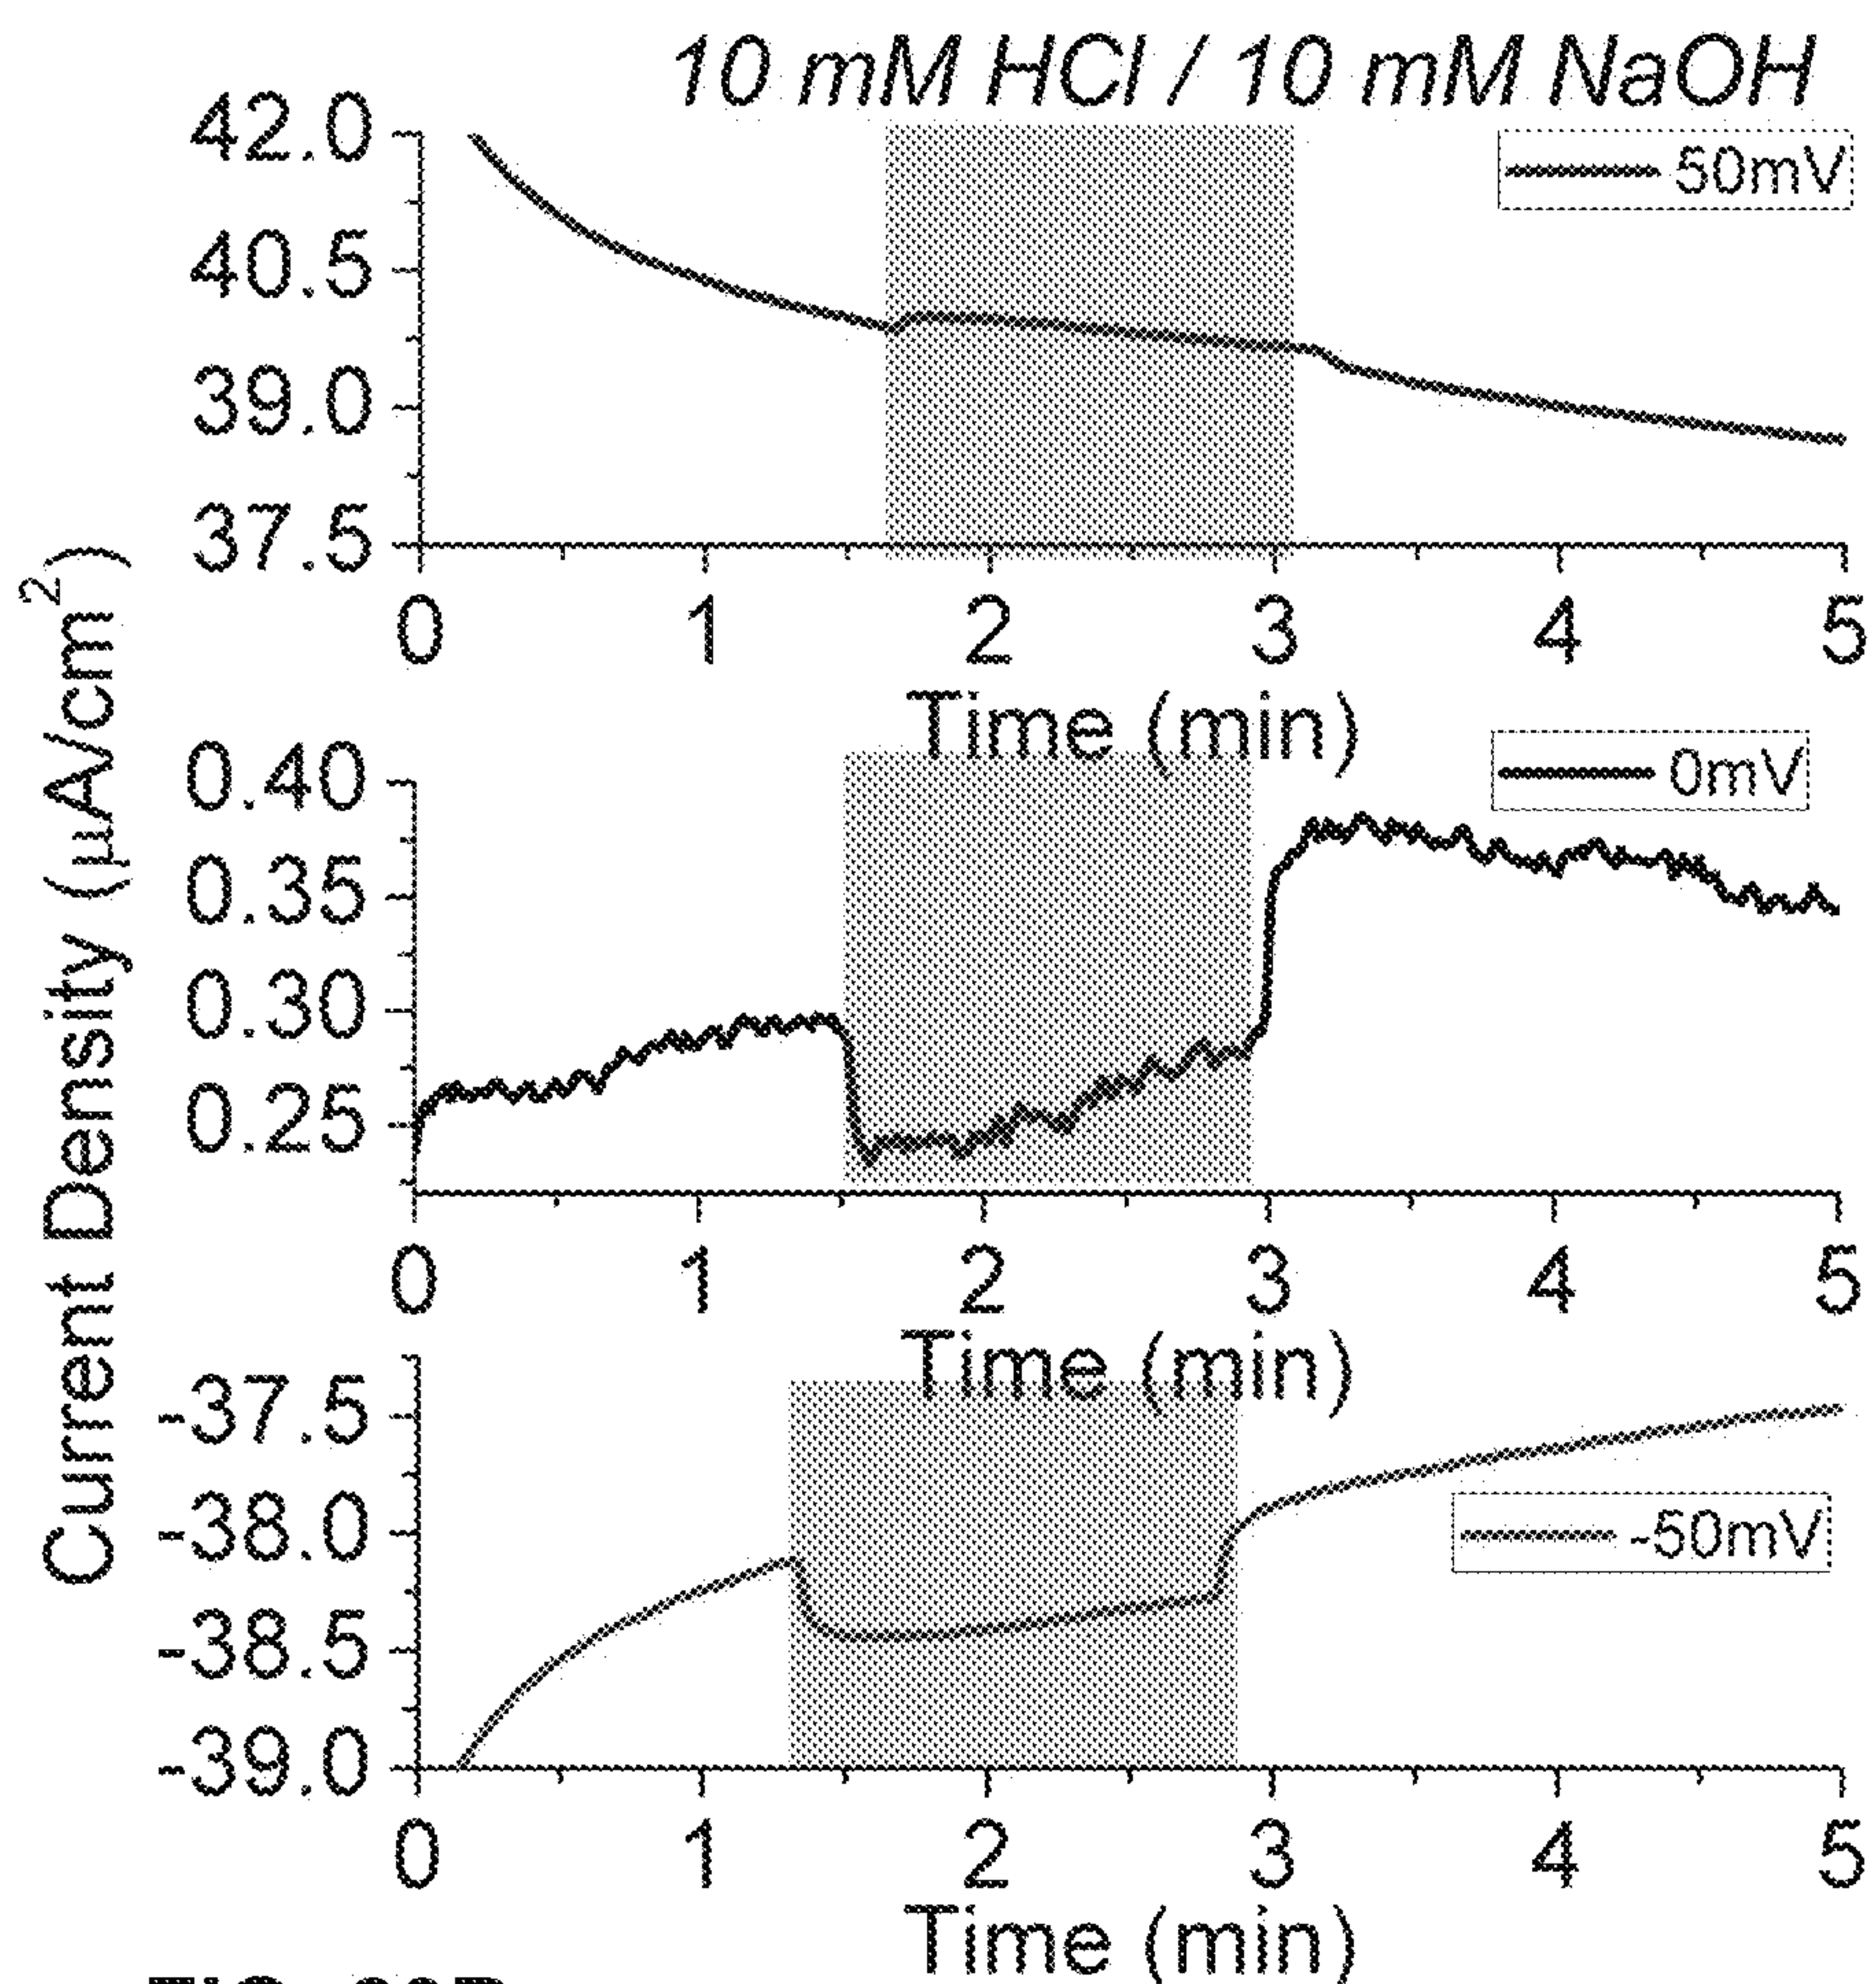 10 mM HCl / 10 mM NaOH
Current Density (µA/cm²)
42.0
40.5
39.0
37.5
50mV
0 1 2 3 4 5
Time (min)
0.40
0.35
0.30
0.25
0mV
0 1 2 3 4 5
Time (min)
-37.5
-38.0
-38.5
-39.0
-50mV
0 1 2 3 4 5
Time (min)